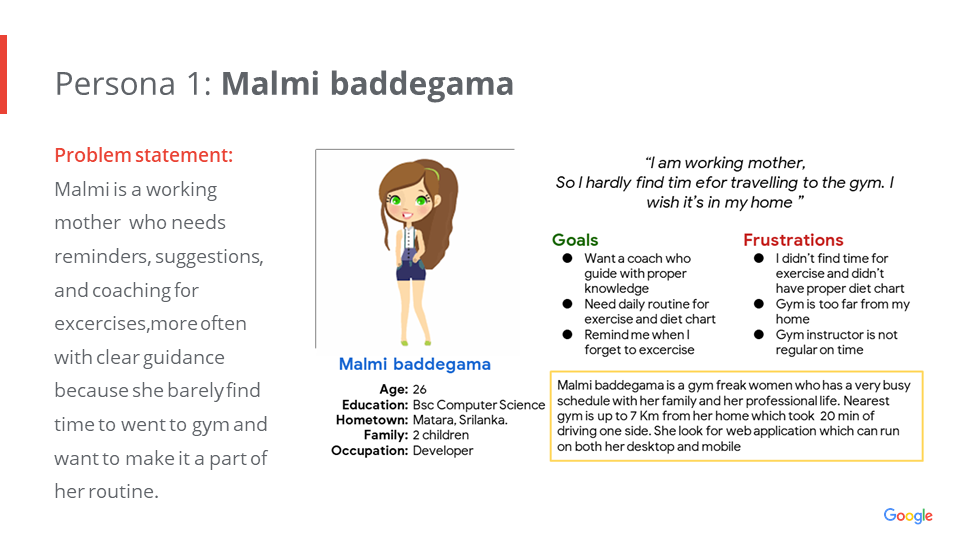 Persona 1: Malmi baddegama
Problem statement:
Malmi is a working
mother who needs
reminders, suggestions,
and coaching for
excercises,more often
with clear guidance
because she barely find
time to went to gym and
want to make it a part of
her routine.
Malmi baddegama
Age: 26
Education: Bsc Computer Science
Hometown: Matara, Srilanka.
Family: 2 children
Occupation: Developer
“I am working mother,
So I hardly find tim efor travelling to the gym. I
wish it’s in my home ”
Goals
● Want a coach who
guide with proper
knowledge
● Need daily routine for
exercise and diet chart
● Remind me when I
forget to excercise
Frustrations
● I didn’t find time for
exercise and didn’t
have proper diet chart
● Gym is too far from my
home
● Gym instructor is not
regular on time
Malmi baddegama is a gym freak women who has a very busy
schedule with her family and her professional life. Nearest
gym is up to 7 Km from her home which took 20 min of
driving one side. She look for web application which can run
on both her desktop and mobile
Google